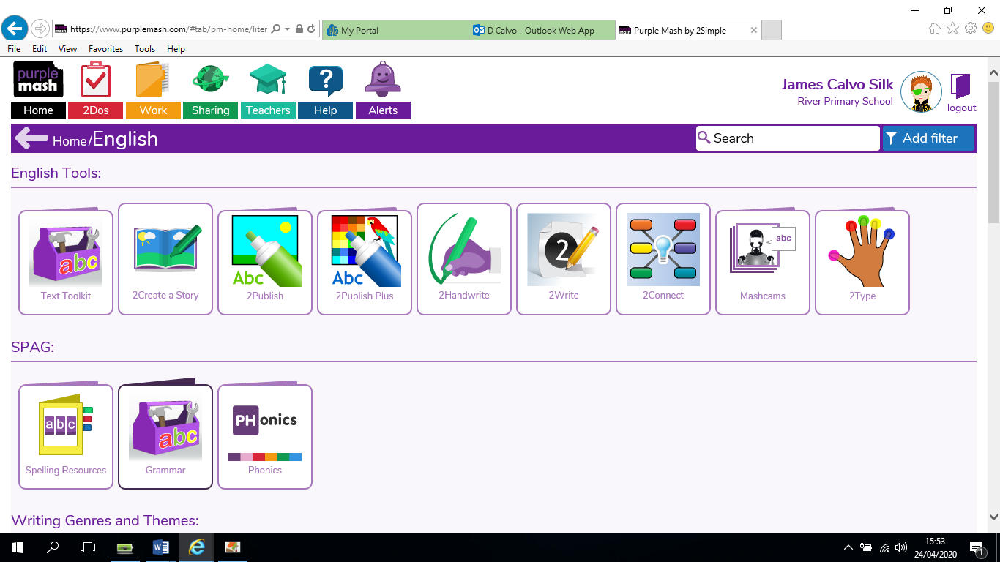 https://www.purplemash.com/#tab/pm-home/liter
My Portal
D Calvo - Outlook Web App
Purple Mash by 2Simple
File Edit View Favorites Tools Help
purple
mash
Home 2Dos Work Sharing Teachers Help Alerts
James Calvo Silk
River Primary School
logout
Home/English
Search
Add filter
English Tools:
abc
Abc
Abc
2
abc
Text Toolkit 2Create a Story 2Publish 2Publish Plus 2Handwrite 2Write 2Connect Mashcams 2Type
SPAG:
abc
abc
PHonics
Spelling Resources Grammar Phonics
Writing Genres and Themes:
15:53
24/04/2020
1